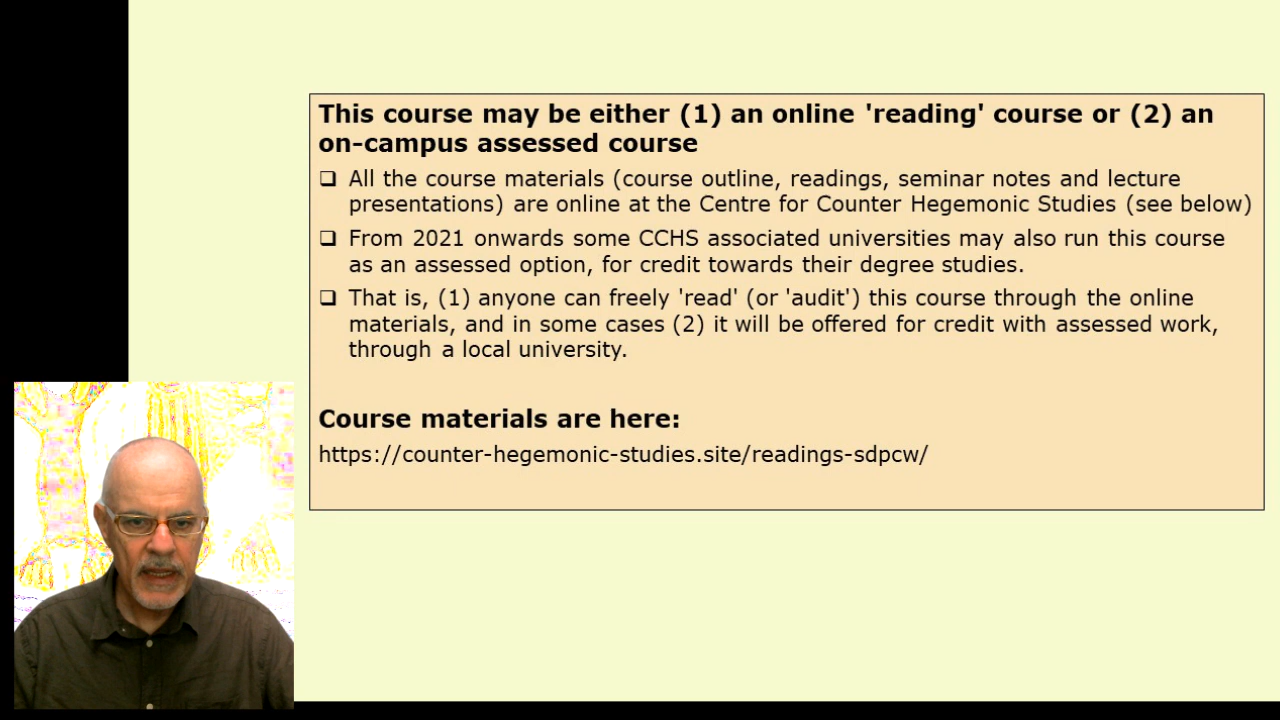 This course may be either (1) an online 'reading' course or (2) an
on-campus assessed course
❑ All the course materials (course outline, readings, seminar notes and lecture
presentations) are online at the Centre for Counter Hegemonic Studies (see below)
❑ From 2021 onwards some CCHS associated universities may also run this course
as an assessed option, for credit towards their degree studies.
❑ That is, (1) anyone can freely 'read' (or 'audit') this course through the online
materials, and in some cases (2) it will be offered for credit with assessed work,
through a local university.
Course materials are here:
https://counter-hegemonic-studies.site/readings-sdpcw/